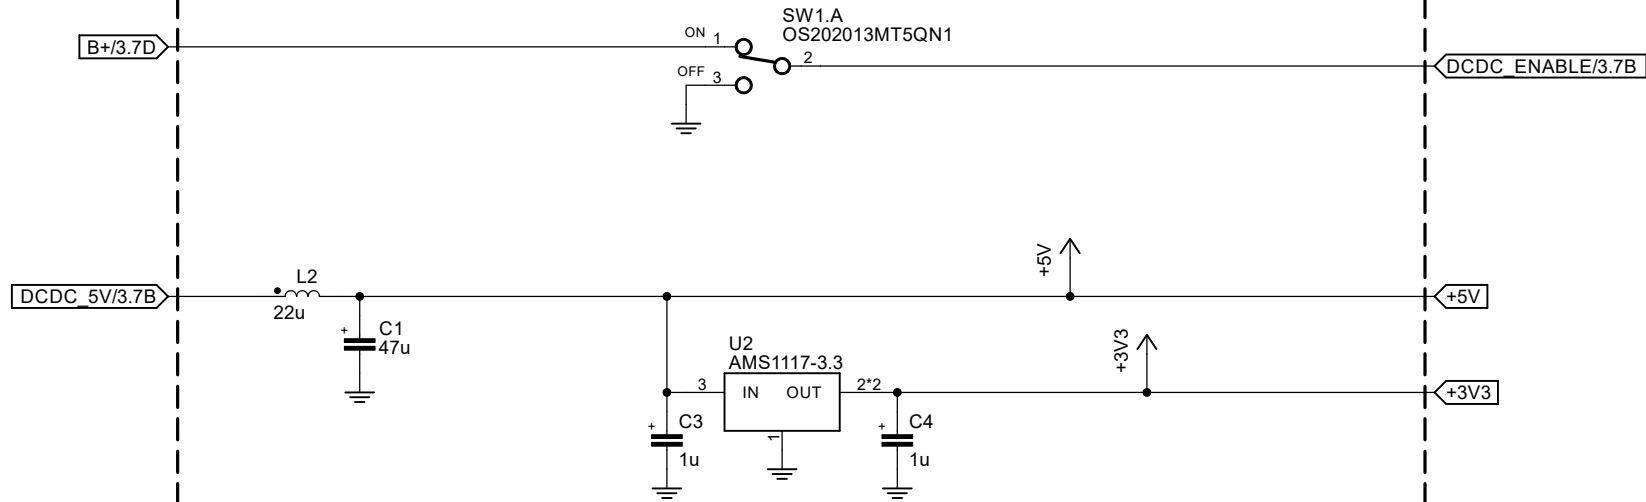 SW1.A
OS202013MT5QN1
B+/3.7D
ON 1
2
DCDC_ENABLE/3.7B
OFF 3
+5V
L2
DCDC_5V/3.7B
22u
+5V
+
C1
47u
U2
AMS1117-3.3
+3V3
3
IN OUT
2*2
+3V3
+
C3
1u
1
+
C4
1u